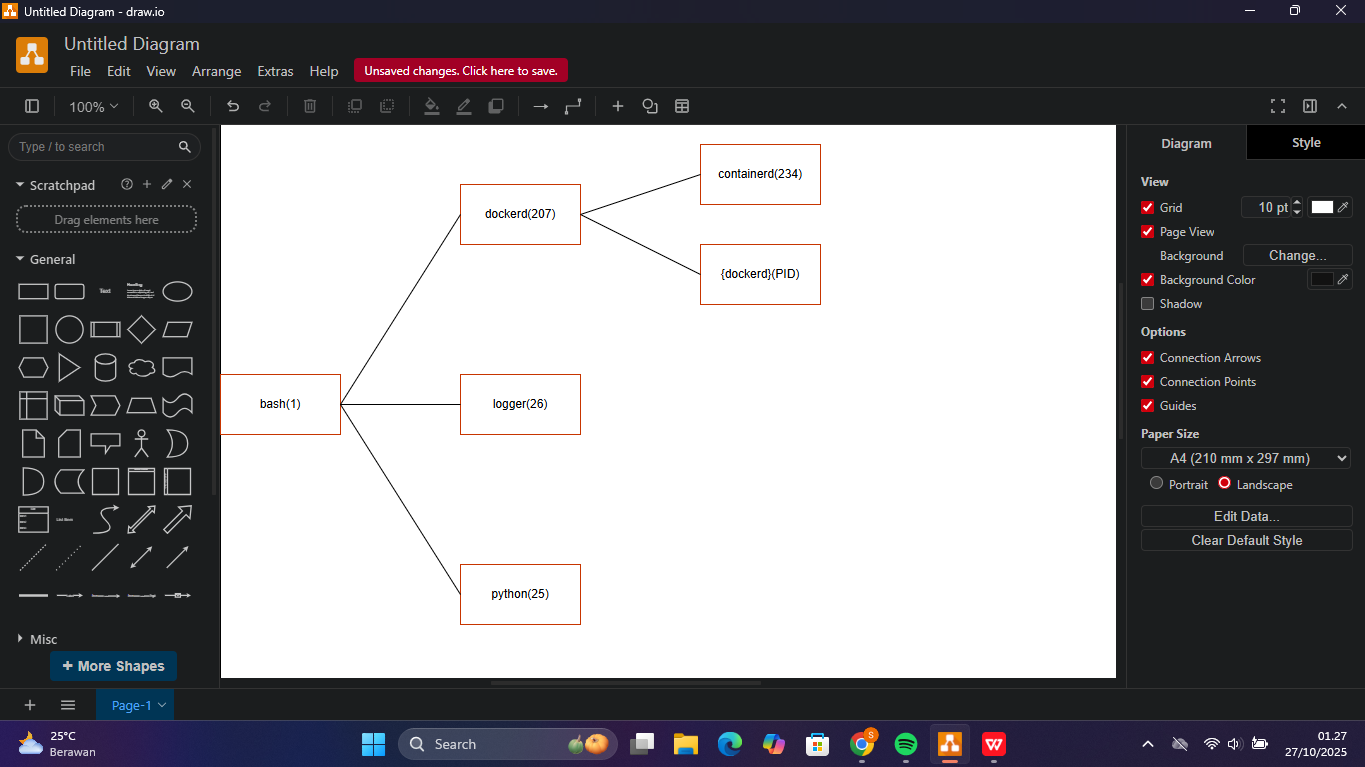 Untitled Diagram - draw.io
Untitled Diagram
File Edit View Arrange Extras Help Unsaved changes. Click here to save.
100%
Type / to search
Scratchpad
Drag elements here
General
Text
Heading
List Item
Misc
+ More Shapes
containerd(234)
dockerd(207)
{dockerd}(PID)
bash(1)
logger(26)
python(25)
Diagram Style
View
Grid 10 pt
Page View
Background Change...
Background Color
Shadow
Options
Connection Arrows
Connection Points
Guides
Paper Size
A4 (210 mm x 297 mm)
Portrait Landscape
Edit Data...
Clear Default Style
Page-1
25°C
Berawan
Search
S
W
01.27
27/10/2025